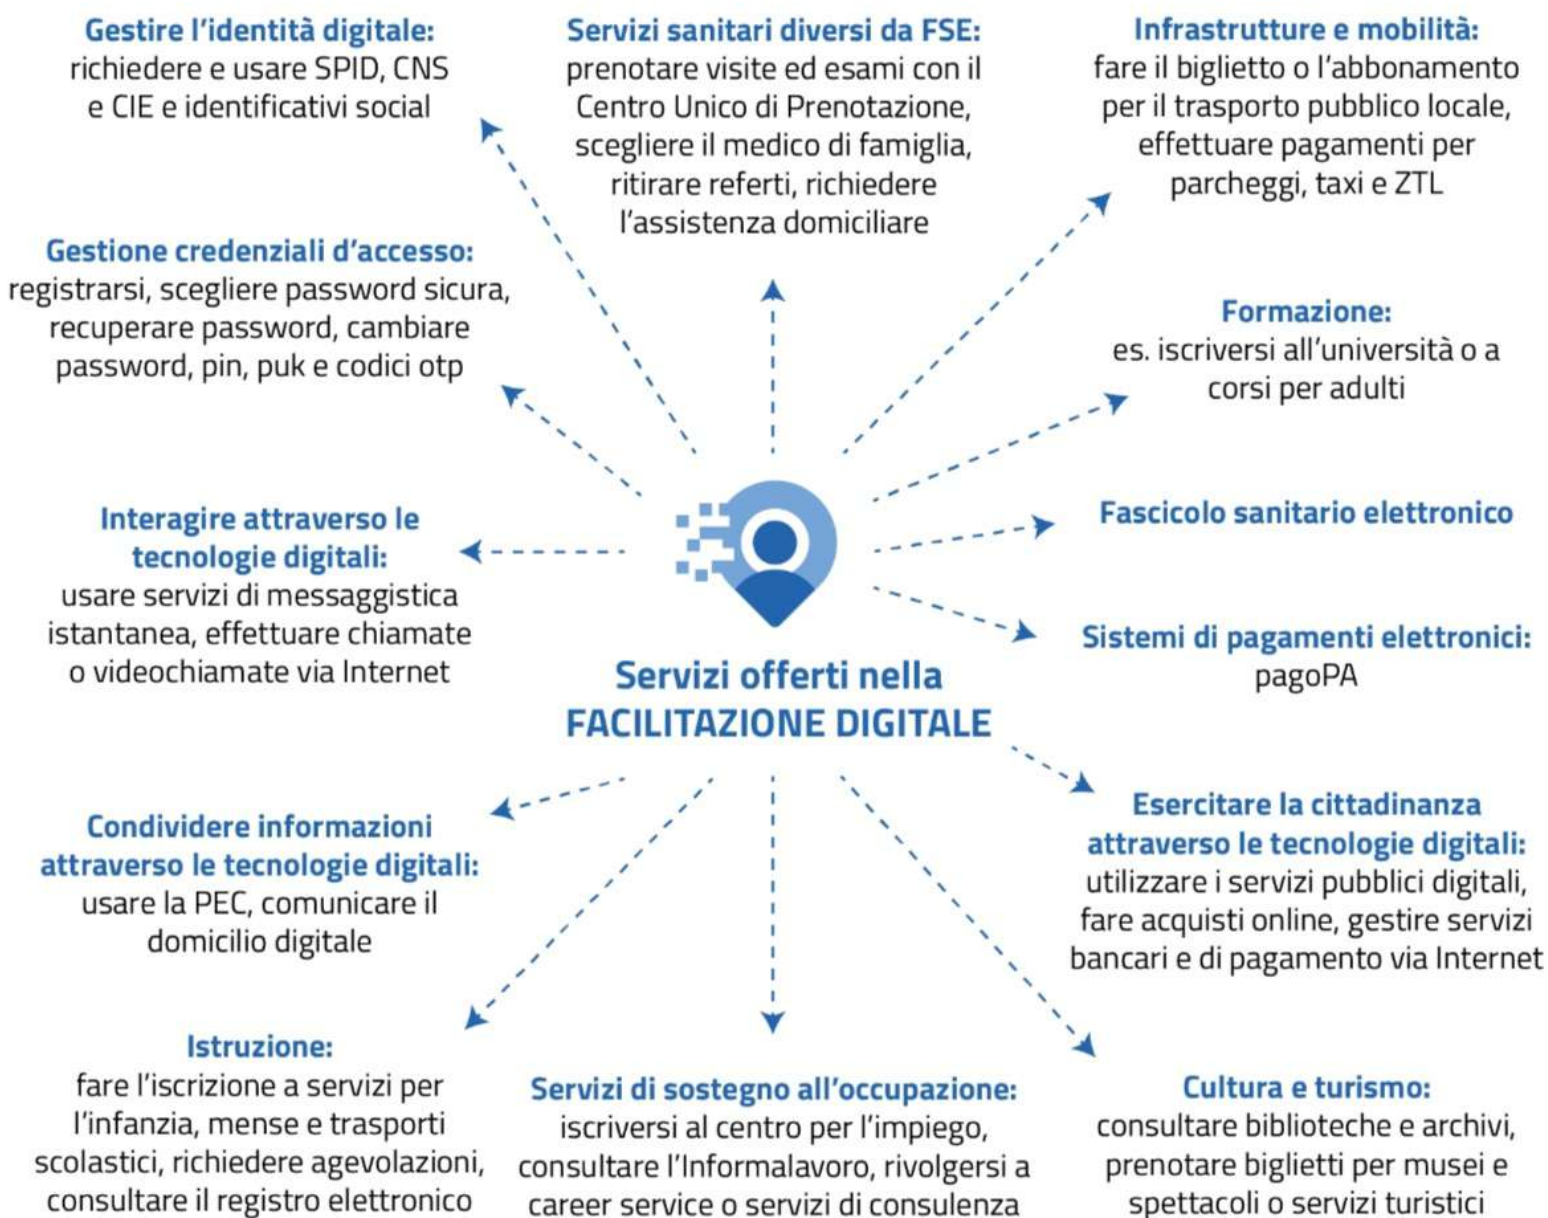 Gestire l'identità digitale:
richiedere e usare SPID, CNS
e CIE e identificativi social
Servizi sanitari diversi da FSE:
prenotare visite ed esami con il
Centro Unico di Prenotazione,
scegliere il medico di famiglia,
ritirare referti, richiedere
l'assistenza domiciliare
Infrastrutture e mobilità:
fare il biglietto o l'abbonamento
per il trasporto pubblico locale,
effettuare pagamenti per
parcheggi, taxi e ZTL
Gestione credenziali d'accesso:
registrarsi, scegliere password sicura,
recuperare password, cambiare
password, pin, puk e codici otp
Formazione:
es. iscriversi all'università o a
corsi per adulti
Interagire attraverso le
tecnologie digitali:
usare servizi di messaggistica
istantanea, effettuare chiamate
o videochiamate via Internet
Fascicolo sanitario elettronico
Sistemi di pagamenti elettronici:
pagoPA
Servizi offerti nella
FACILITAZIONE DIGITALE
Condividere informazioni
attraverso le tecnologie digitali:
usare la PEC, comunicare il
domicilio digitale
Esercitare la cittadinanza
attraverso le tecnologie digitali:
utilizzare i servizi pubblici digitali,
fare acquisti online, gestire servizi
bancari e di pagamento via Internet
Istruzione:
fare l'iscrizione a servizi per
l'infanzia, mense e trasporti
scolastici, richiedere agevolazioni,
consultare il registro elettronico
Servizi di sostegno all'occupazione:
iscriversi al centro per l'impiego,
consultare l'Informalavoro, rivolgersi a
career service o servizi di consulenza
Cultura e turismo:
consultare biblioteche e archivi,
prenotare biglietti per musei e
spettacoli o servizi turistici